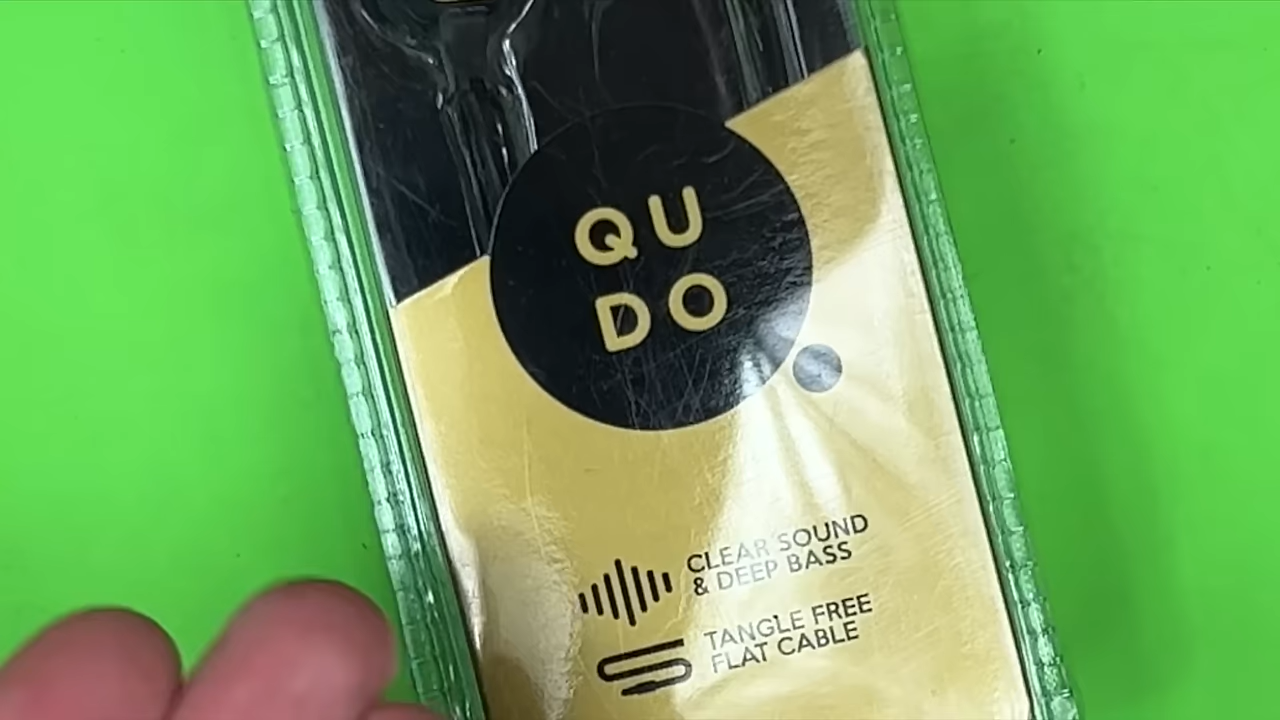 QU
DO
CLEAR SOUND
& DEEP BASS
TANGLE FREE
FLAT CABLE